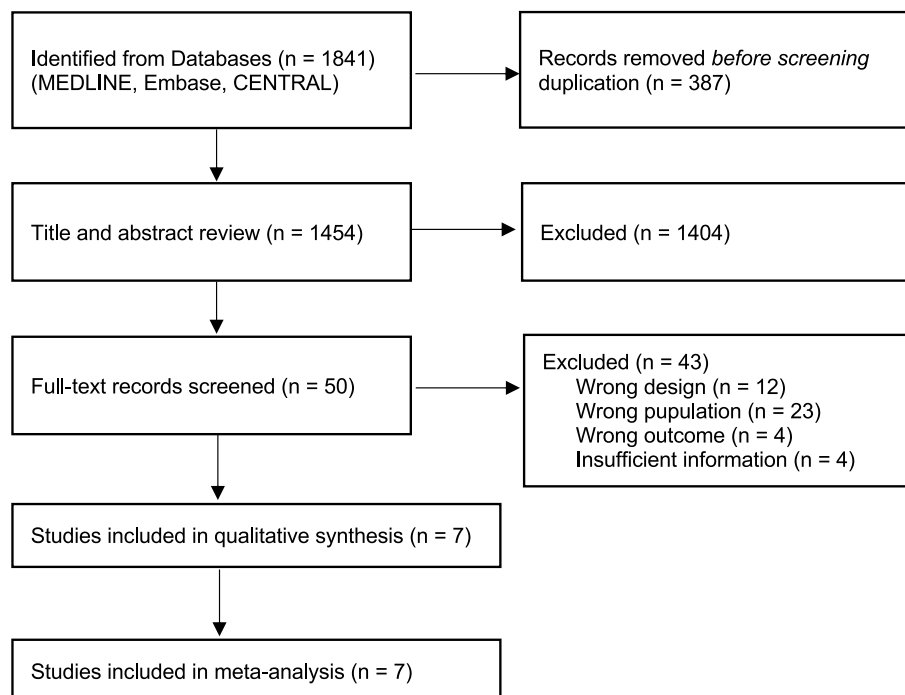 Identified from Databases (n = 1841)
(MEDLINE, Embase, CENTRAL)
Records removed before screening
duplication (n = 387)
Title and abstract review (n = 1454)
Excluded (n = 1404)
Full-text records screened (n = 50)
Excluded (n = 43)
Wrong design (n = 12)
Wrong pupulation (n = 23)
Wrong outcome (n = 4)
Insufficient information (n = 4)
Studies included in qualitative synthesis (n = 7)
Studies included in meta-analysis (n = 7)